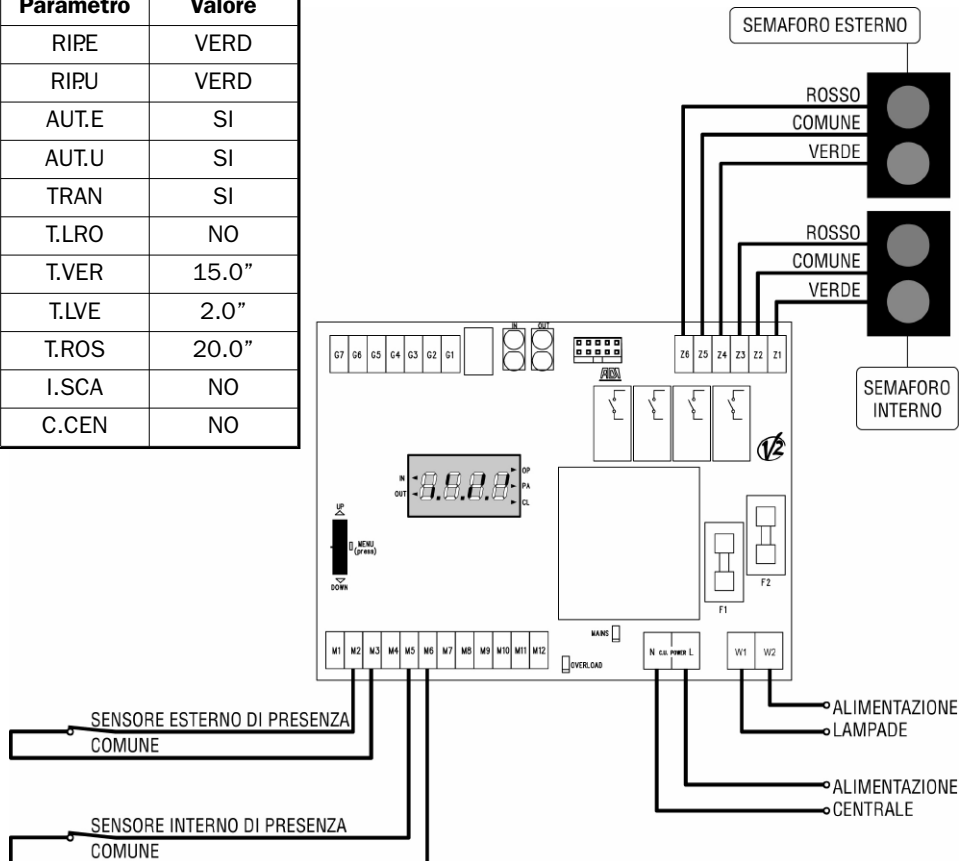 Parametro Valore
RIP.E VERD
RIP.U VERD
AUT.E SI
AUT.U SI
TRAN SI
T.LRO NO
T.VER 15.0”
T.LVE 2.0”
T.ROS 20.0”
I.SCA NO
C.CEN NO
SEMAFORO ESTERNO
ROSSO
COMUNE
VERDE
ROSSO
COMUNE
VERDE
SEMAFORO
INTERNO
IN OUT
G7 G6 G5 G4 G3 G2 G1
Z6 Z5 Z4 Z3 Z2 Z1
ADI
V2
IN
OUT
OP
PA
CL
UP
MENU
(press)
DOWN
F1
F2
MAINS
OVERLOAD
M1 M2 M3 M4 M5 M6 M7 M8 M9 M10 M11 M12
N C.U. POWER L
W1 W2
SENSORE ESTERNO DI PRESENZA
COMUNE
ALIMENTAZIONE
LAMPADE
ALIMENTAZIONE
CENTRALE
SENSORE INTERNO DI PRESENZA
COMUNE